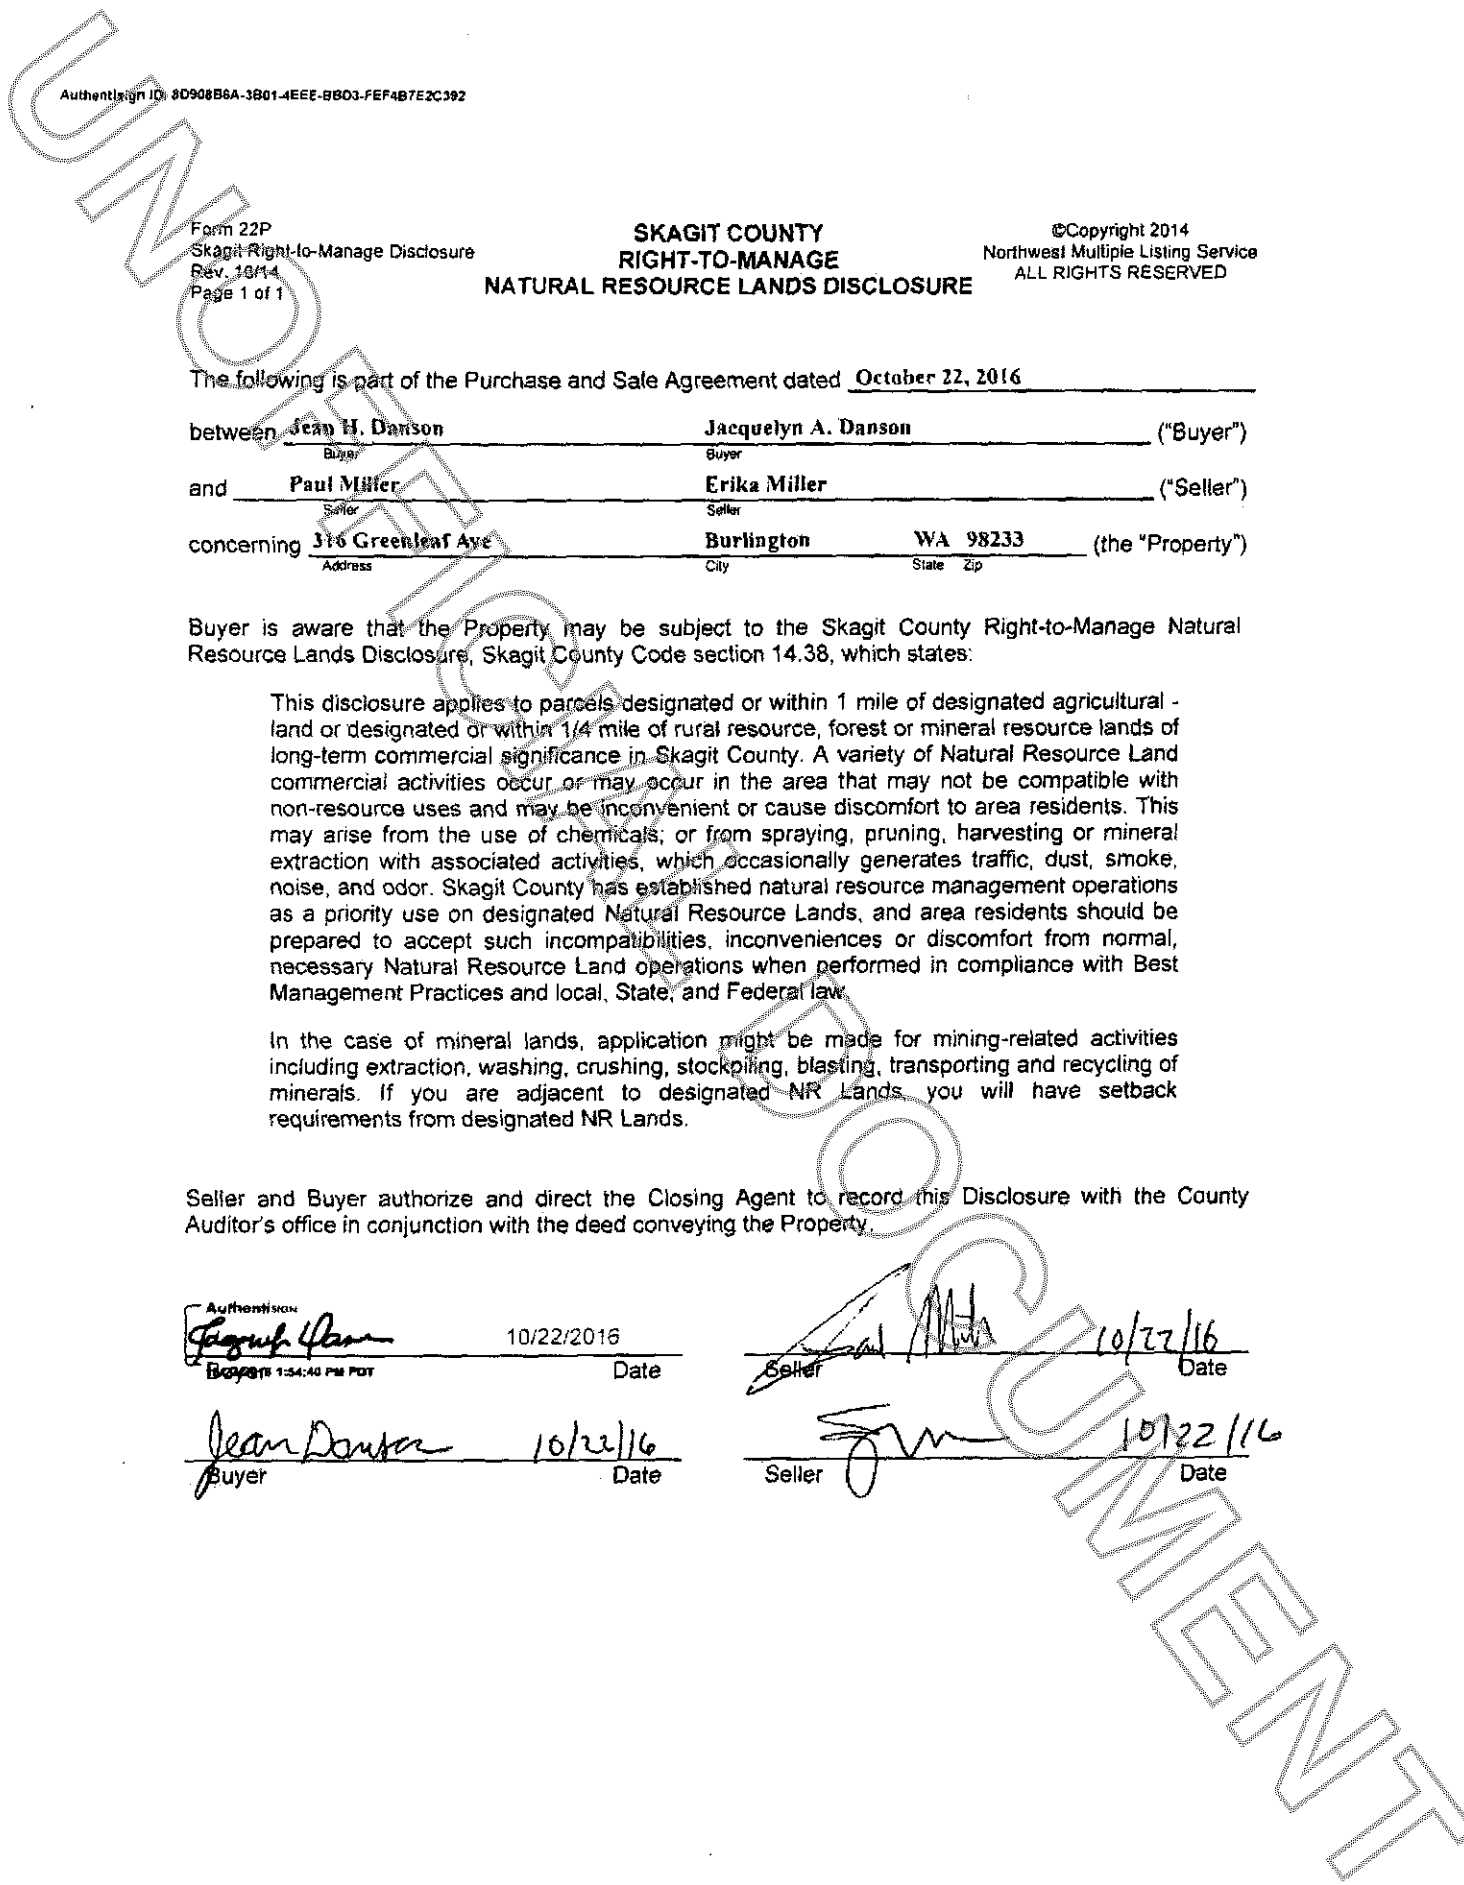 Authentisign ID: 8D908B6A-3B01-4EEE-BBD3-FEF4B7E2C392
Form 22P
Skagit Right-to-Manage Disclosure
Rev. 10/14
Page 1 of 1
SKAGIT COUNTY
RIGHT-TO-MANAGE
NATURAL RESOURCE LANDS DISCLOSURE
©Copyright 2014
Northwest Multiple Listing Service
ALL RIGHTS RESERVED
The following is part of the Purchase and Sale Agreement dated October 22, 2016
between Jean H. Danson Jacquelyn A. Danson ("Buyer")
Buyer Buyer
and Paul Miller Erika Miller ("Seller")
Seller Seller
concerning 316 Greenleaf Ave Burlington WA 98233 (the "Property")
Address City State Zip
Buyer is aware that the Property may be subject to the Skagit County Right-to-Manage Natural
Resource Lands Disclosure, Skagit County Code section 14.38, which states:
This disclosure applies to parcels designated or within 1 mile of designated agricultural -
land or designated or within 1/4 mile of rural resource, forest or mineral resource lands of
long-term commercial significance in Skagit County. A variety of Natural Resource Land
commercial activities occur or may occur in the area that may not be compatible with
non-resource uses and may be inconvenient or cause discomfort to area residents. This
may arise from the use of chemicals; or from spraying, pruning, harvesting or mineral
extraction with associated activities, which occasionally generates traffic, dust, smoke,
noise, and odor. Skagit County has established natural resource management operations
as a priority use on designated Natural Resource Lands, and area residents should be
prepared to accept such incompatibilities, inconveniences or discomfort from normal,
necessary Natural Resource Land operations when performed in compliance with Best
Management Practices and local, State, and Federal law.
In the case of mineral lands, application might be made for mining-related activities
including extraction, washing, crushing, stockpiling, blasting, transporting and recycling of
minerals. If you are adjacent to designated NR Lands, you will have setback
requirements from designated NR Lands.
Seller and Buyer authorize and direct the Closing Agent to record this Disclosure with the County
Auditor's office in conjunction with the deed conveying the Property.
Authentisign
10/22/2016 10/22/16
Buyer 1:54:40 PM PDT Date Seller Date
Jean Danson 10/22/16 10/22/16
Buyer Date Seller Date
UNOFFICIAL DOCUMENT